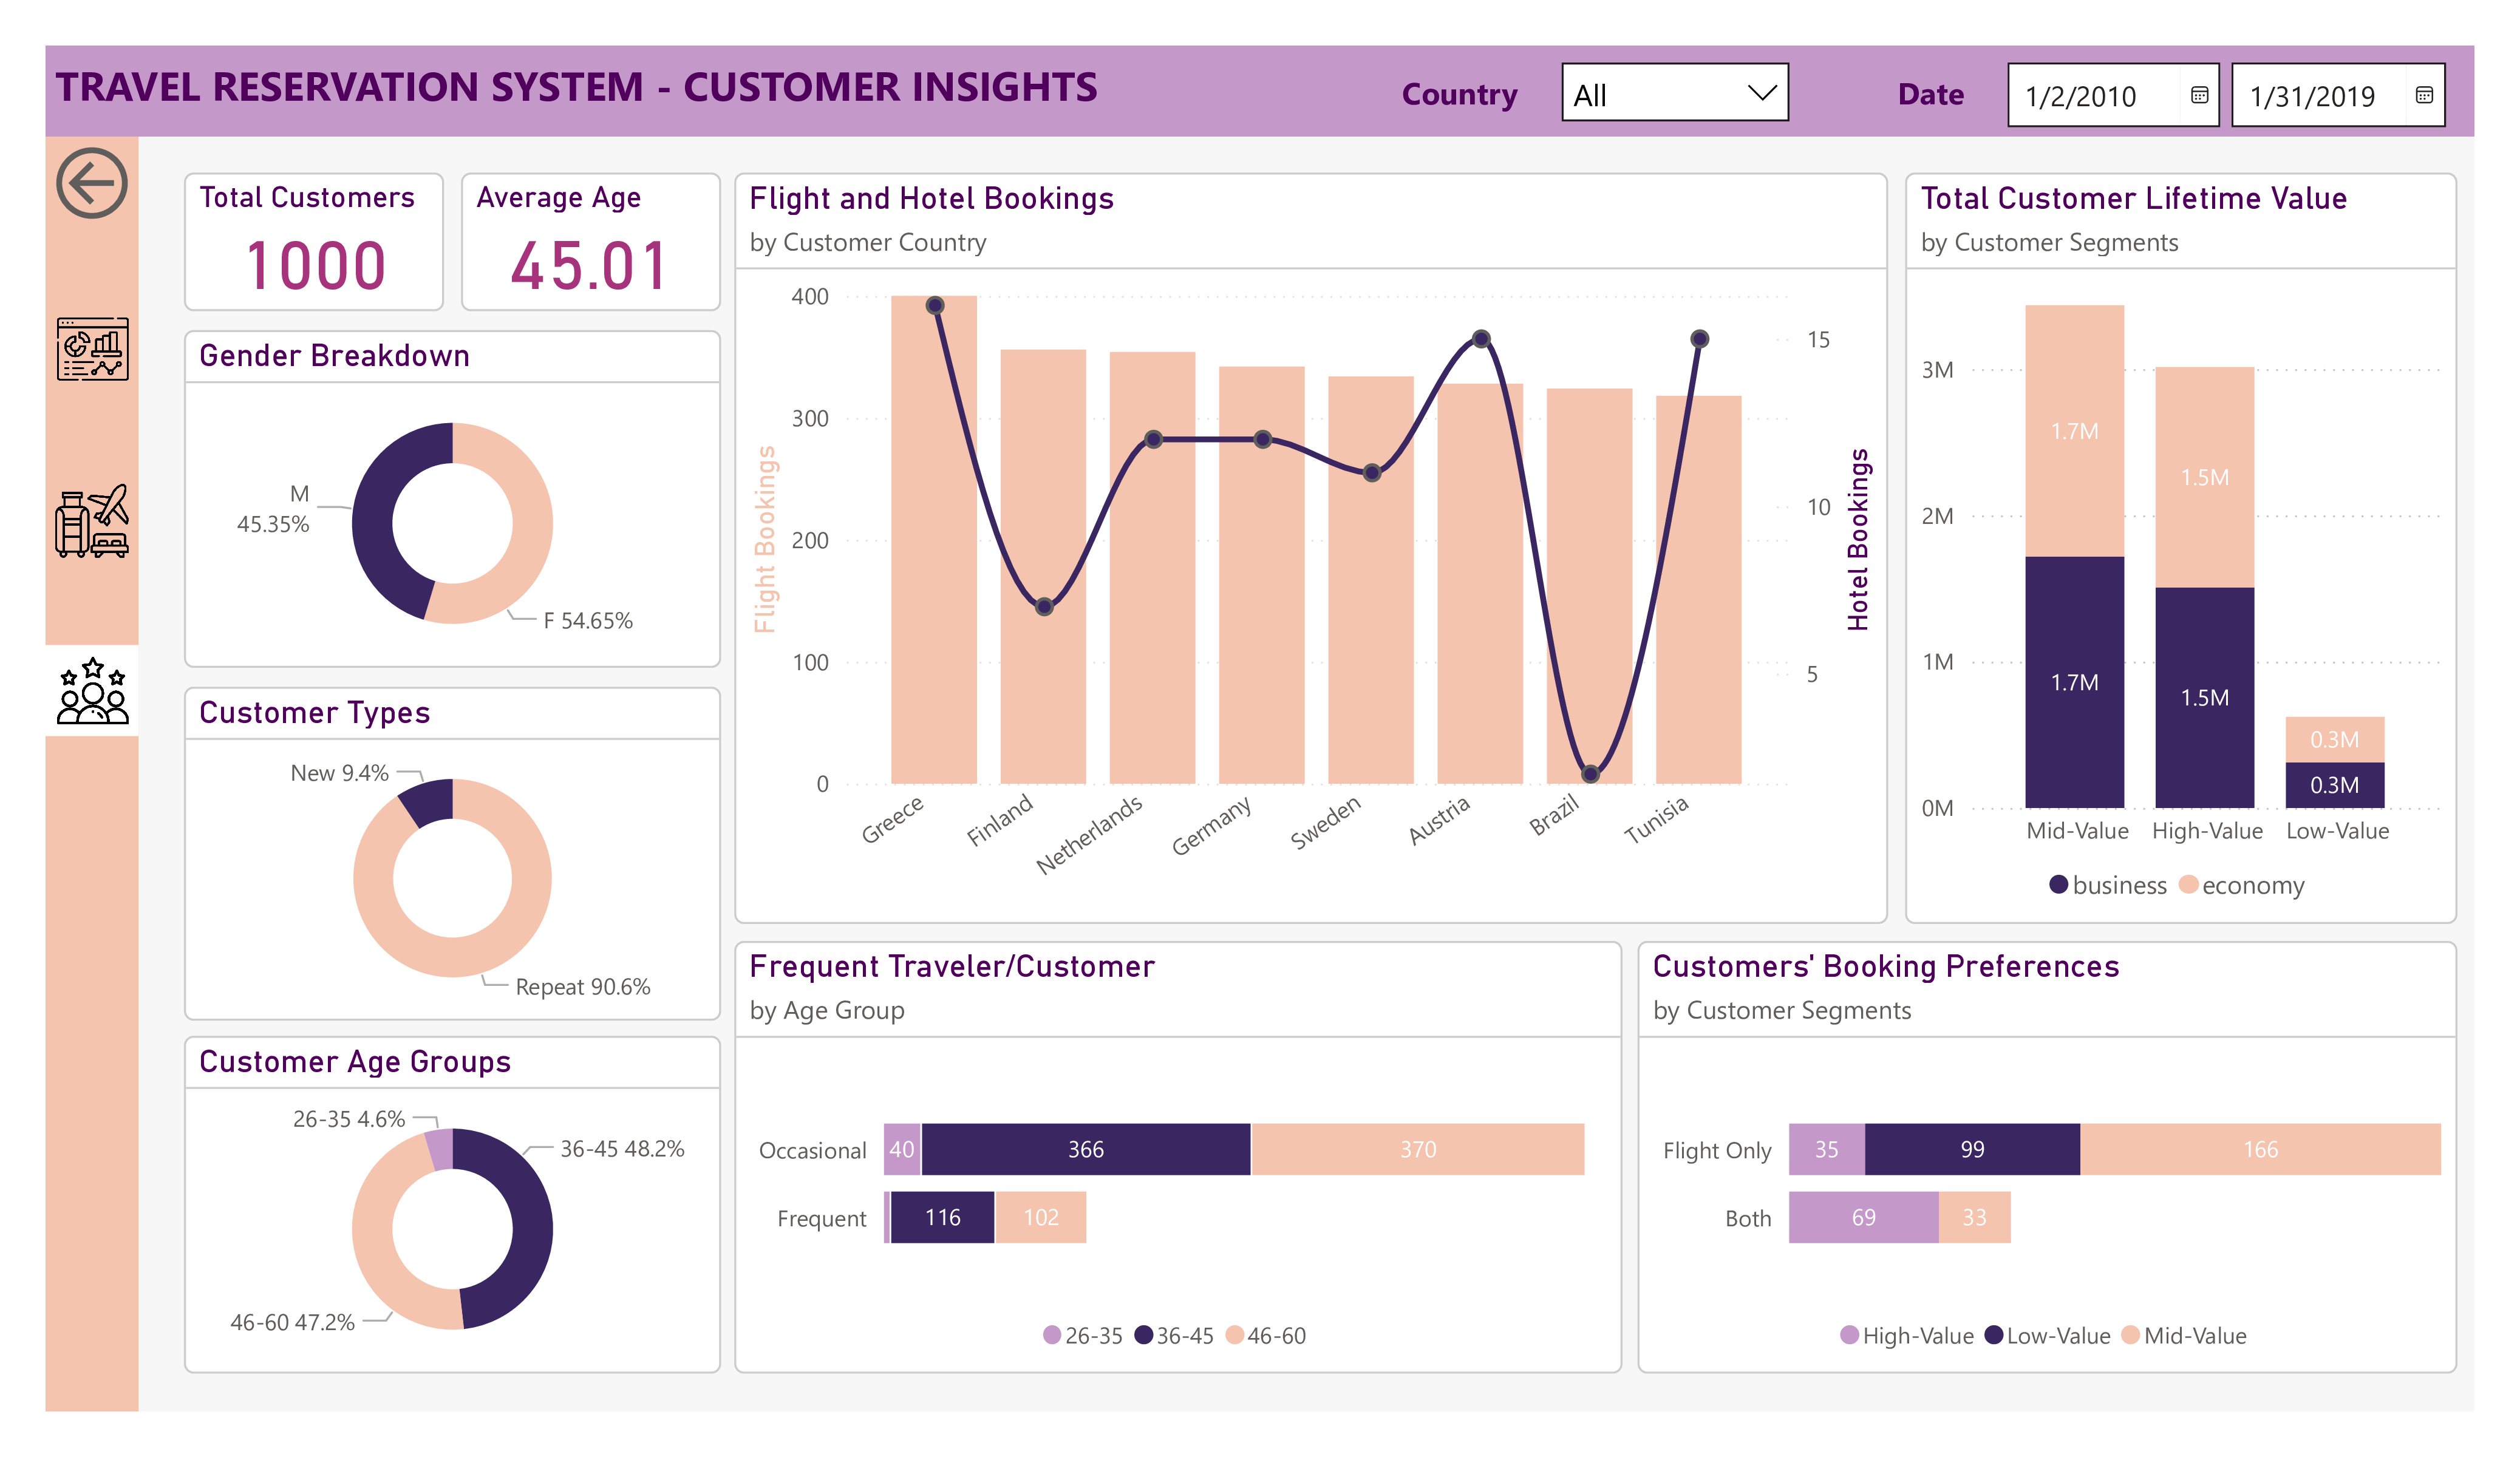 TRAVEL RESERVATION SYSTEM - CUSTOMER INSIGHTS
Country
All
Date
1/2/2010
1/31/2019
Total Customers
1000
Average Age
45.01
Gender Breakdown
M
45.35%
F 54.65%
Customer Types
New 9.4%
Repeat 90.6%
Customer Age Groups
26-35 4.6%
36-45 48.2%
46-60 47.2%
Flight and Hotel Bookings
by Customer Country
Flight Bookings
400
300
200
100
0
15
10
5
Hotel Bookings
Greece
Finland
Netherlands
Germany
Sweden
Austria
Brazil
Tunisia
Total Customer Lifetime Value
by Customer Segments
3M
2M
1M
0M
1.7M
1.7M
1.5M
1.5M
0.3M
0.3M
Mid-Value
High-Value
Low-Value
business
economy
Frequent Traveler/Customer
by Age Group
Occasional
40
366
370
Frequent
116
102
26-35
36-45
46-60
Customers' Booking Preferences
by Customer Segments
Flight Only
35
99
166
Both
69
33
High-Value
Low-Value
Mid-Value